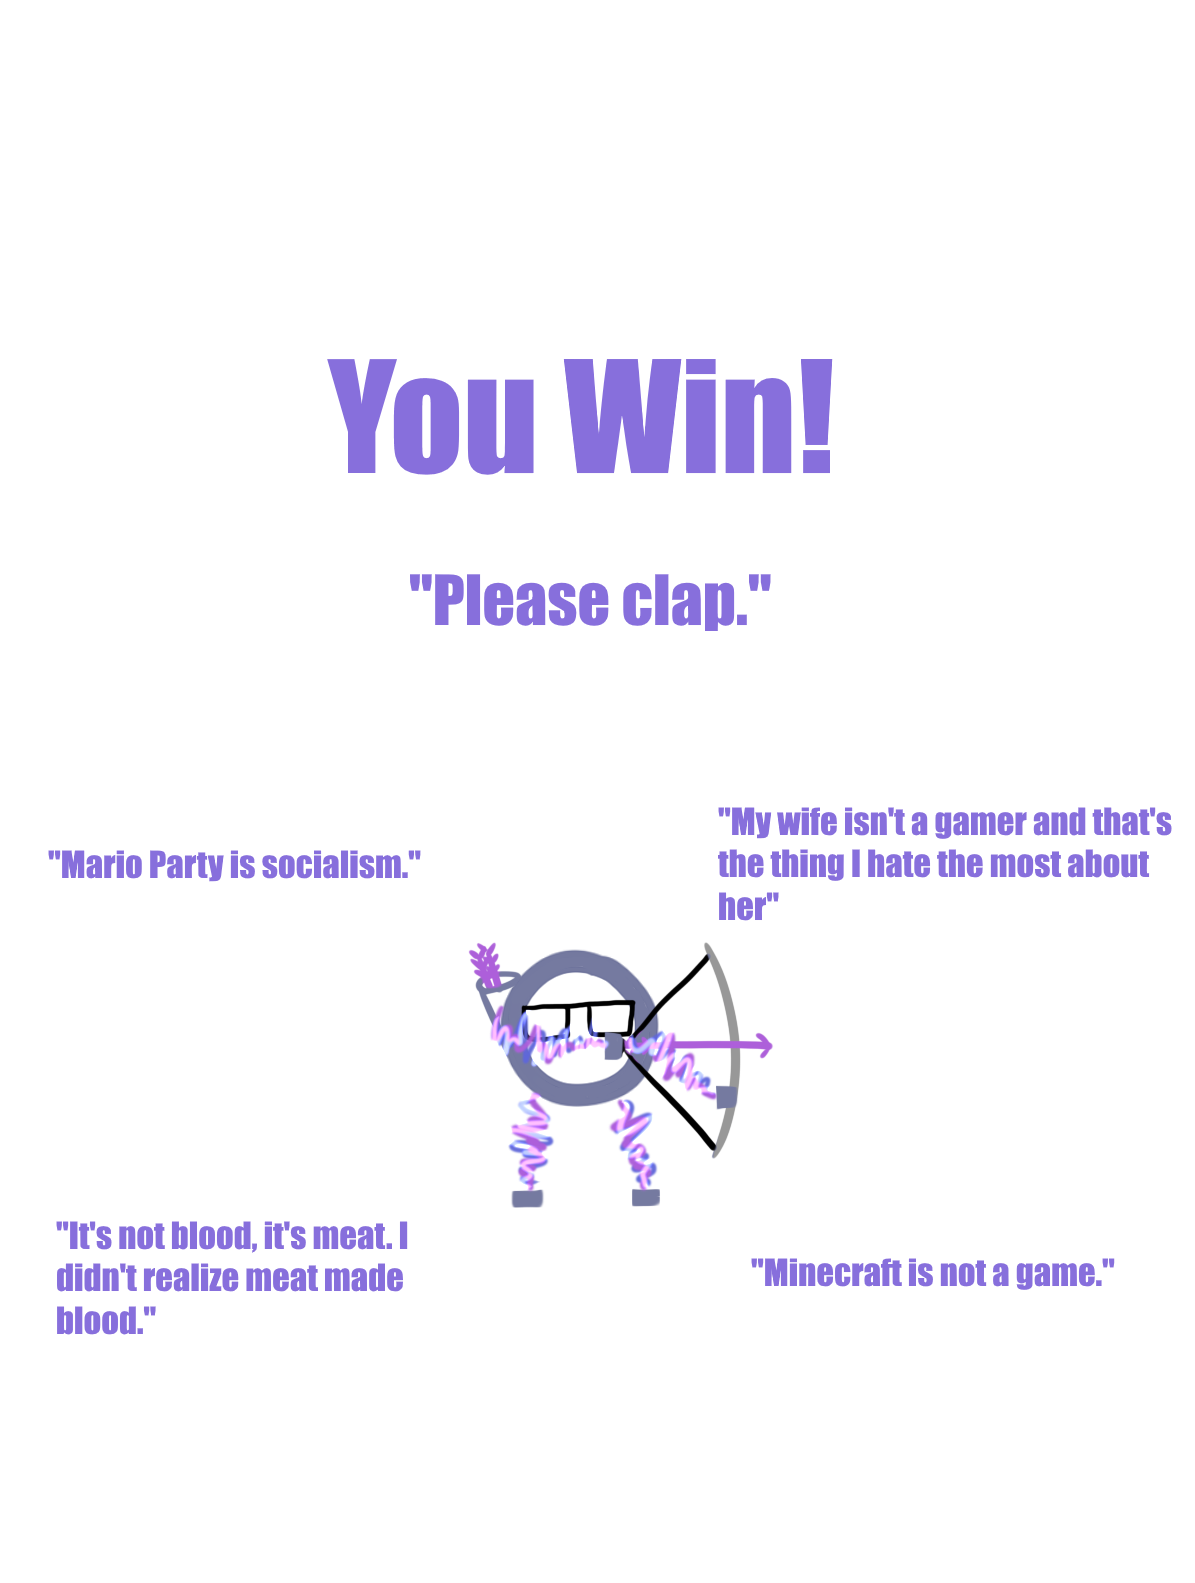 You Win!
"Please clap."
"Mario Party is socialism."
"My wife isn't a gamer and that's
the thing I hate the most about
her"
"It's not blood, it's meat. I
didn't realize meat made
blood."
"Minecraft is not a game."